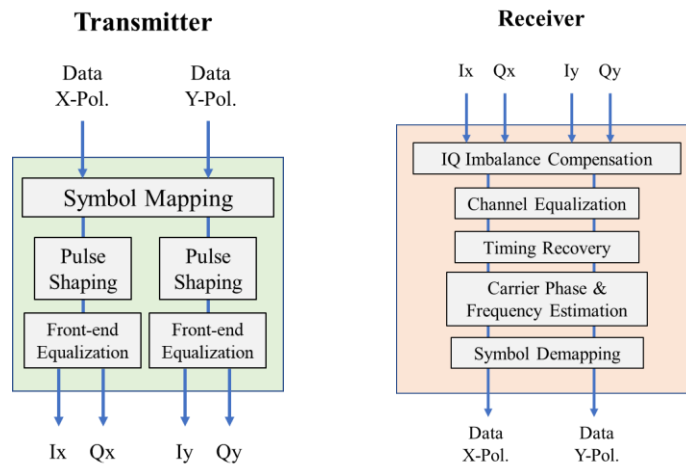 Transmitter
Data
X-Pol.
Data
Y-Pol.
Symbol Mapping
Pulse
Shaping
Pulse
Shaping
Front-end
Equalization
Front-end
Equalization
Ix Qx Iy Qy
Receiver
Ix Qx Iy Qy
IQ Imbalance Compensation
Channel Equalization
Timing Recovery
Carrier Phase &
Frequency Estimation
Symbol Demapping
Data
X-Pol.
Data
Y-Pol.